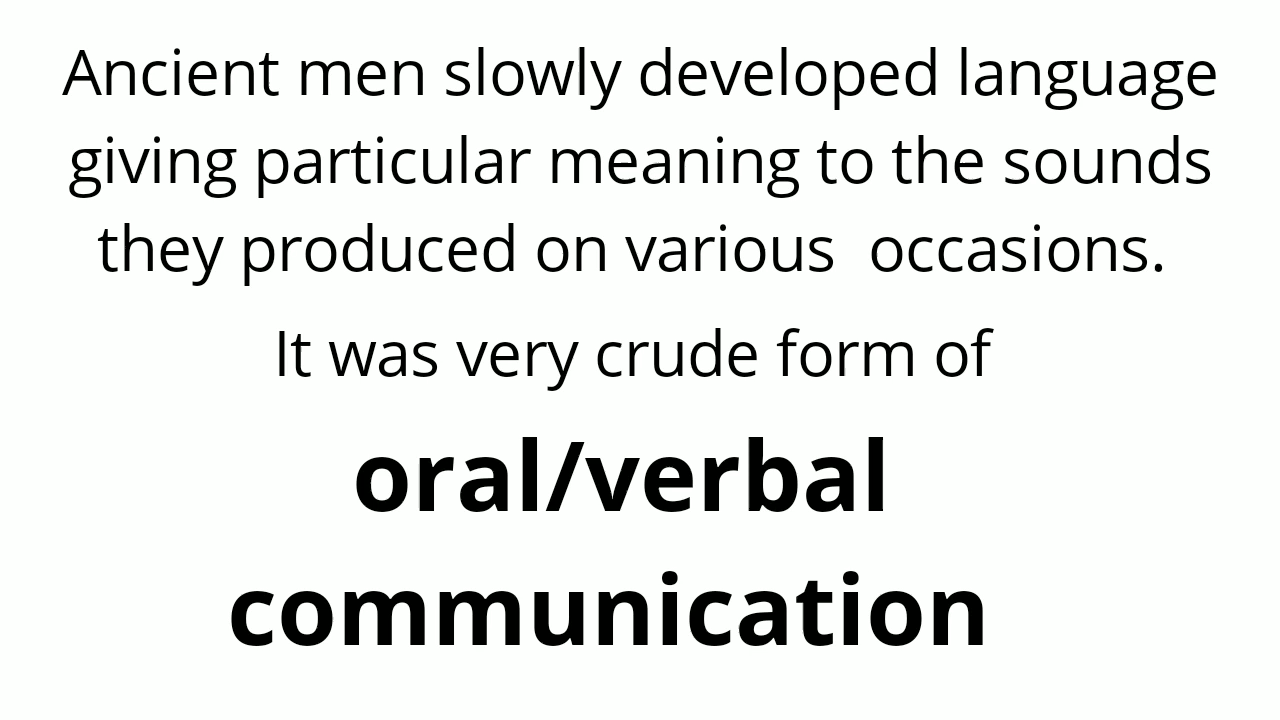 Ancient men slowly developed language
giving particular meaning to the sounds
they produced on various  occasions.
It was very crude form of
oral/verbal
communication